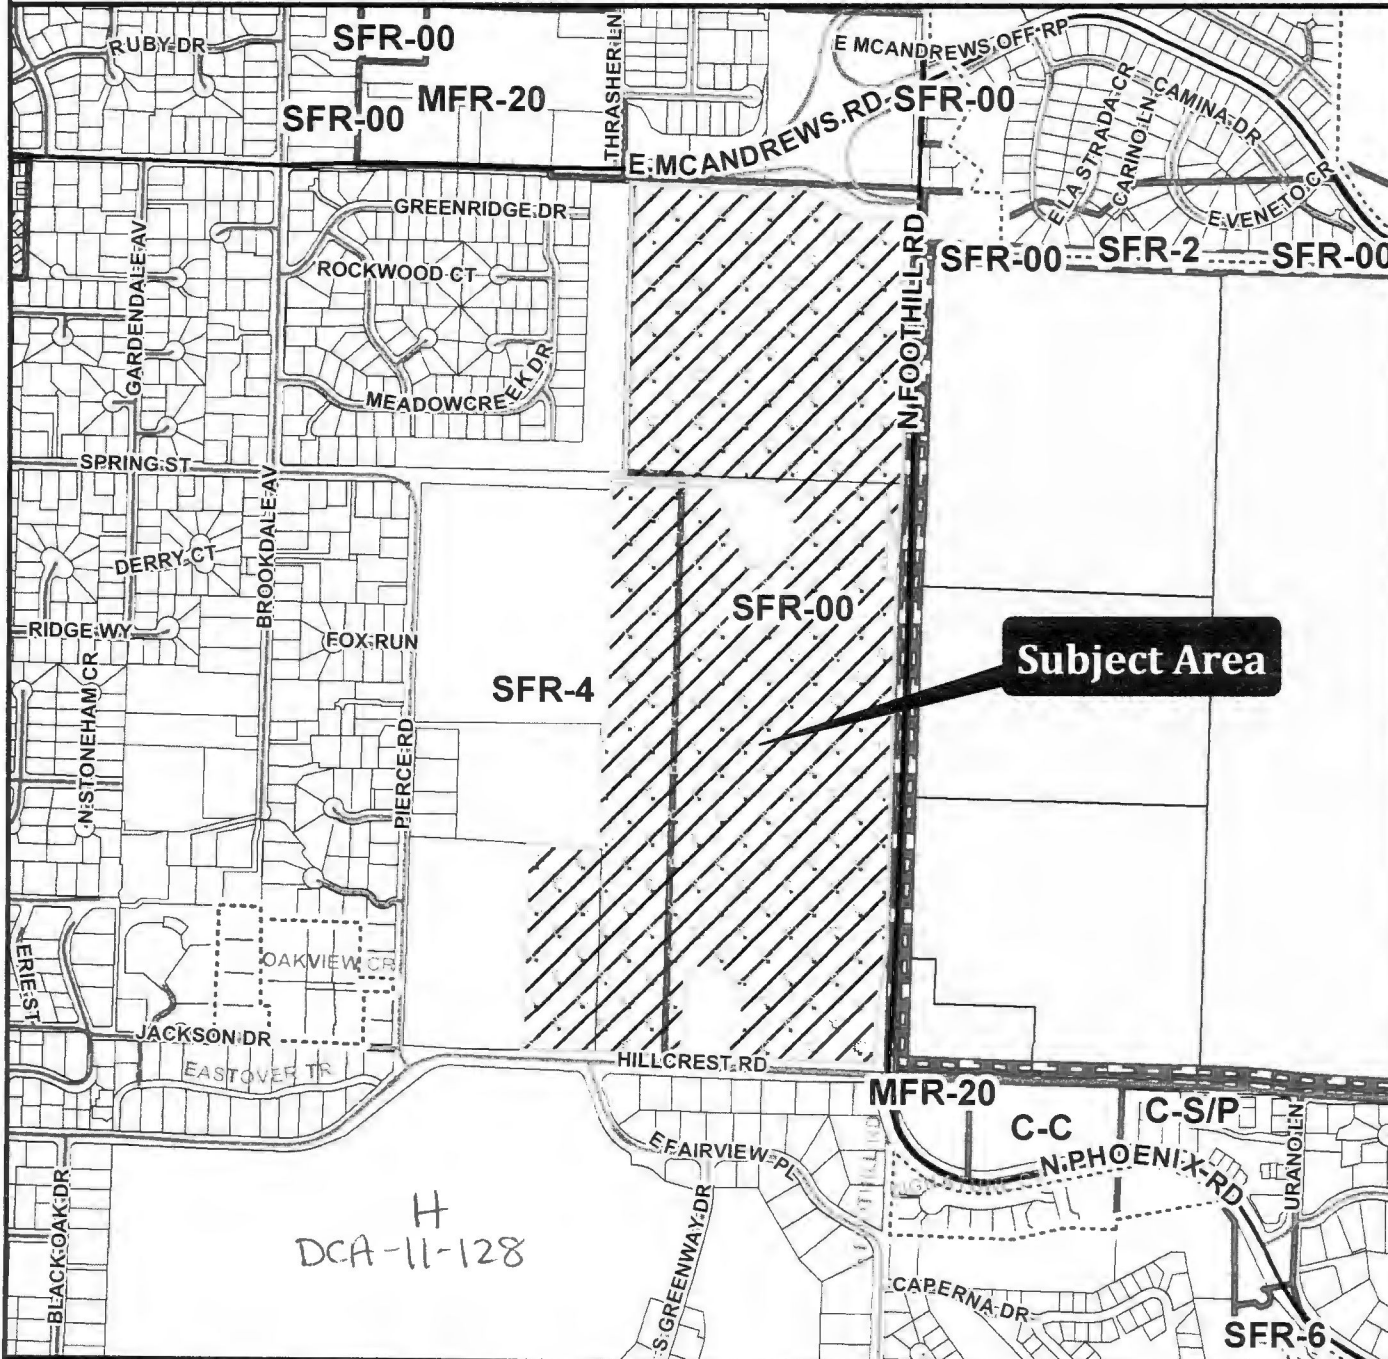 RUBY DR
SFR-00
THRASHER LN
E MCANDREWS OFF RP
MFR-20
SFR-00
SFR-00
CAMINA DR
E LA STRADA CR
CARINO LN
E MCANDREWS RD
GREENRIDGE DR
GARDENDALE AV
E VENETO CR
N FOOTHILL RD
SFR-00
SFR-2
SFR-00
ROCKWOOD CT
MEADOWCREEK DR
SPRING ST
BROOKDALE AV
DERRY CT
SFR-00
RIDGE WY
FOX RUN
Subject Area
SFR-4
N STONEHAM CR
PIERCE RD
OAKVIEW CR
ERIE ST
JACKSON DR
EASTOVER TR
HILLCREST RD
MFR-20
C-C
C-S/P
E FAIRVIEW PL
N PHOENIX RD
URANO LN
BLACK OAK DR
H
DCA-11-128
S GREENWAY DR
CAPERNA DR
SFR-6